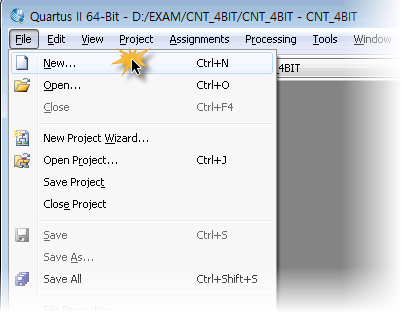 Quartus II 64-Bit - D:/EXAM/CNT_4BIT/CNT_4BIT - CNT_4BIT
File Edit View Project Assignments Processing Tools Window
New... Ctrl+N
4BIT
Open... Ctrl+O
Close Ctrl+F4
New Project Wizard...
Open Project... Ctrl+J
Save Project
Close Project
Save Ctrl+S
Save As...
Save All Ctrl+Shift+S
File Properties